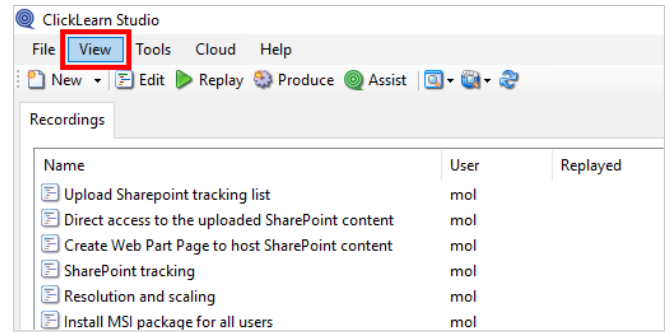 ClickLearn Studio
File View Tools Cloud Help
New Edit Replay Produce Assist
Recordings
Name User Replayed
Upload Sharepoint tracking list mol
Direct access to the uploaded SharePoint content mol
Create Web Part Page to host SharePoint content mol
SharePoint tracking mol
Resolution and scaling mol
Install MSI package for all users mol